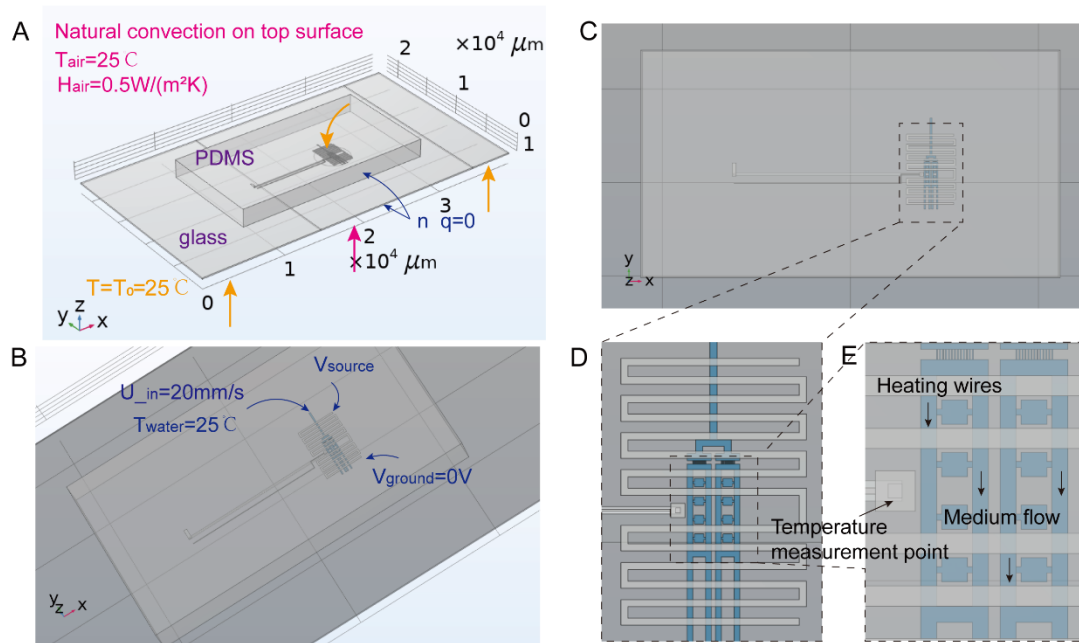 A
Natural convection on top surface
Tair=25℃
Hair=0.5W/(m²K)
2
×10⁴ μm
1
0
1
PDMS
3
n q=0
glass
2
×10⁴ μm
1
T=T₀=25℃
0
z
y
x
B
Vsource
U_in=20mm/s
Twater=25℃
Vground=0V
y
z
x
C
y
z
x
D
E
Heating wires
Medium flow
Temperature
measurement point